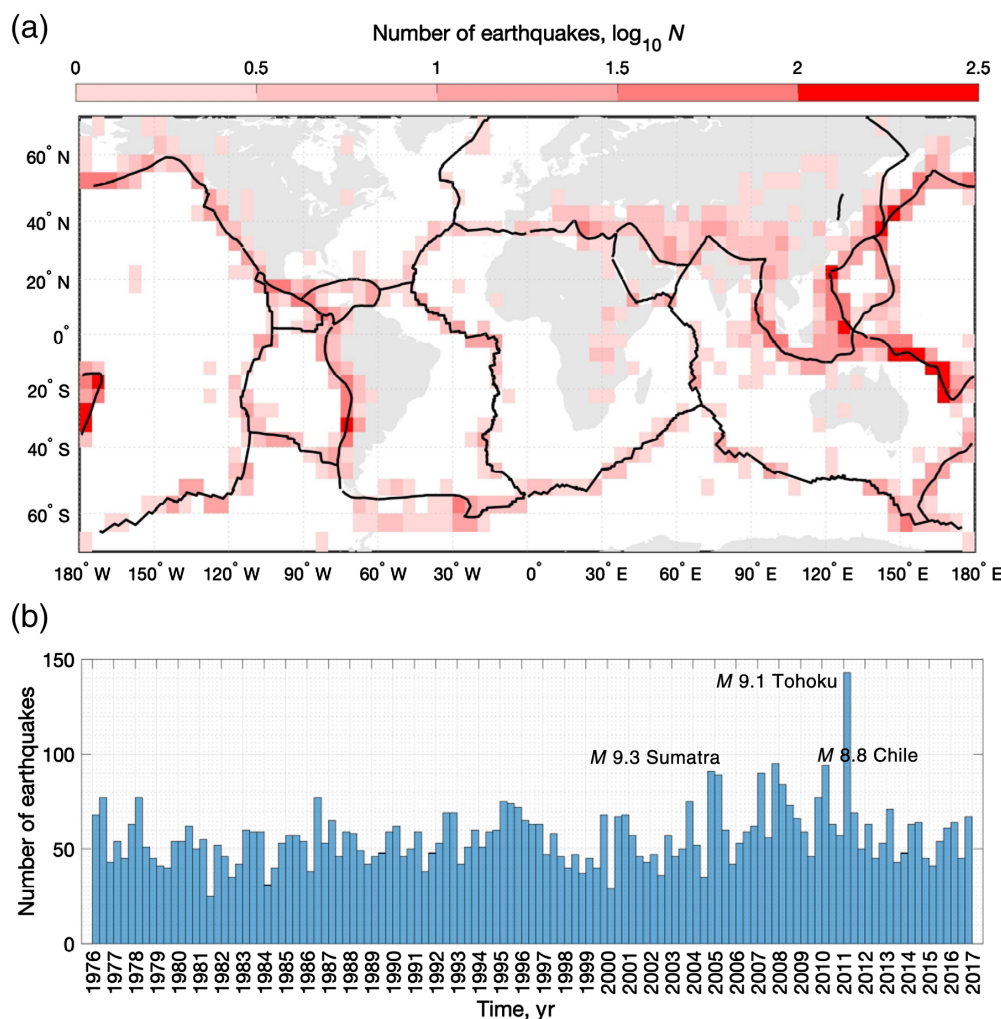 (a)
Number of earthquakes, log10 N
0 0.5 1 1.5 2 2.5
60° N
40° N
20° N
0°
20° S
40° S
60° S
180° W 150° W 120° W 90° W 60° W 30° W 0° 30° E 60° E 90° E 120° E 150° E 180° E
(b)
150
M 9.1 Tohoku
100
M 9.3 Sumatra M 8.8 Chile
50
0
Number of earthquakes
1976 1977 1978 1979 1980 1981 1982 1983 1984 1985 1986 1987 1988 1989 1990 1991 1992 1993 1994 1995 1996 1997 1998 1999 2000 2001 2002 2003 2004 2005 2006 2007 2008 2009 2010 2011 2012 2013 2014 2015 2016 2017
Time, yr